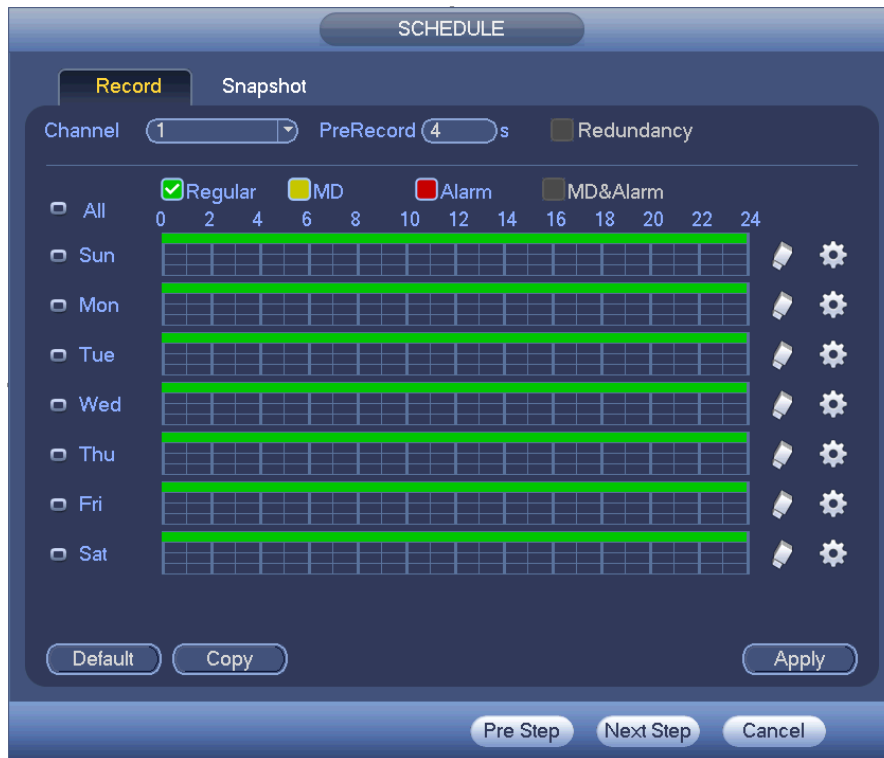 SCHEDULE
Record Snapshot
Channel 1 PreRecord 4 s Redundancy
Regular MD Alarm MD&Alarm
All 0 2 4 6 8 10 12 14 16 18 20 22 24
Sun
Mon
Tue
Wed
Thu
Fri
Sat
Default Copy Apply
Pre Step Next Step Cancel